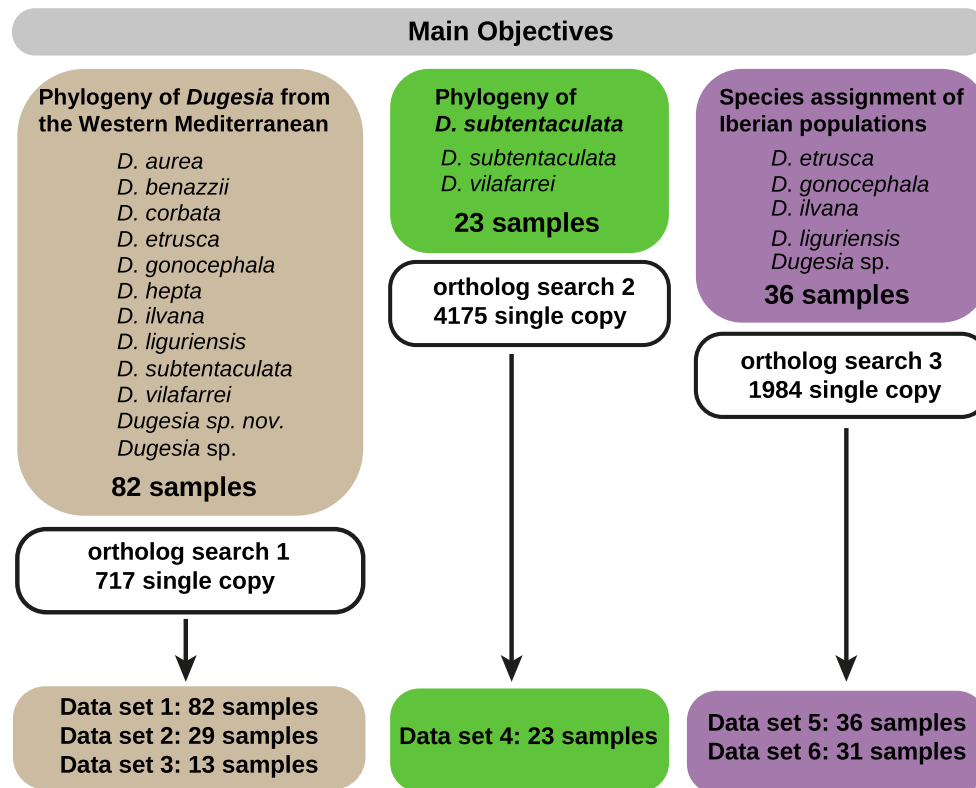 Main Objectives
Phylogeny of Dugesia from
the Western Mediterranean
D. aurea
D. benazzii
D. corbata
D. etrusca
D. gonocephala
D. hepta
D. ilvana
D. liguriensis
D. subtentaculata
D. vilafarrei
Dugesia sp. nov.
Dugesia sp.
82 samples
ortholog search 1
717 single copy
Data set 1: 82 samples
Data set 2: 29 samples
Data set 3: 13 samples
Phylogeny of
D. subtentaculata
D. subtentaculata
D. vilafarrei
23 samples
ortholog search 2
4175 single copy
Data set 4: 23 samples
Species assignment of
Iberian populations
D. etrusca
D. gonocephala
D. ilvana
D. liguriensis
Dugesia sp.
36 samples
ortholog search 3
1984 single copy
Data set 5: 36 samples
Data set 6: 31 samples